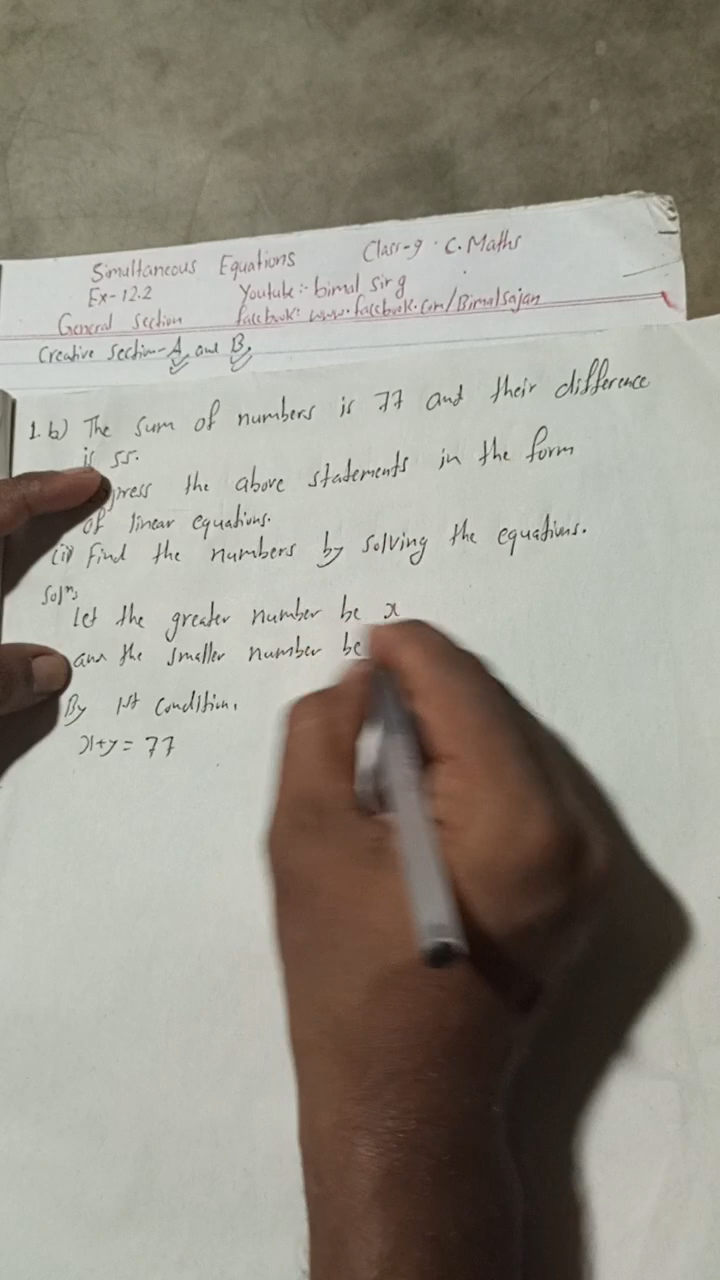 Simultaneous Equations Class-9 C. Maths
Ex-12.2 Youtube:- bimal sir g
General section facebook: www.facebook.com/Bimalsajan
Creative section-A and B.
1.b) The sum of numbers is 77 and their difference
is 55.
press the above statements in the form
of linear equations.
(ii) Find the numbers by solving the equations.
Solⁿ,
Let the greater number be x
and the smaller number be
By 1st condition,
x+y = 77